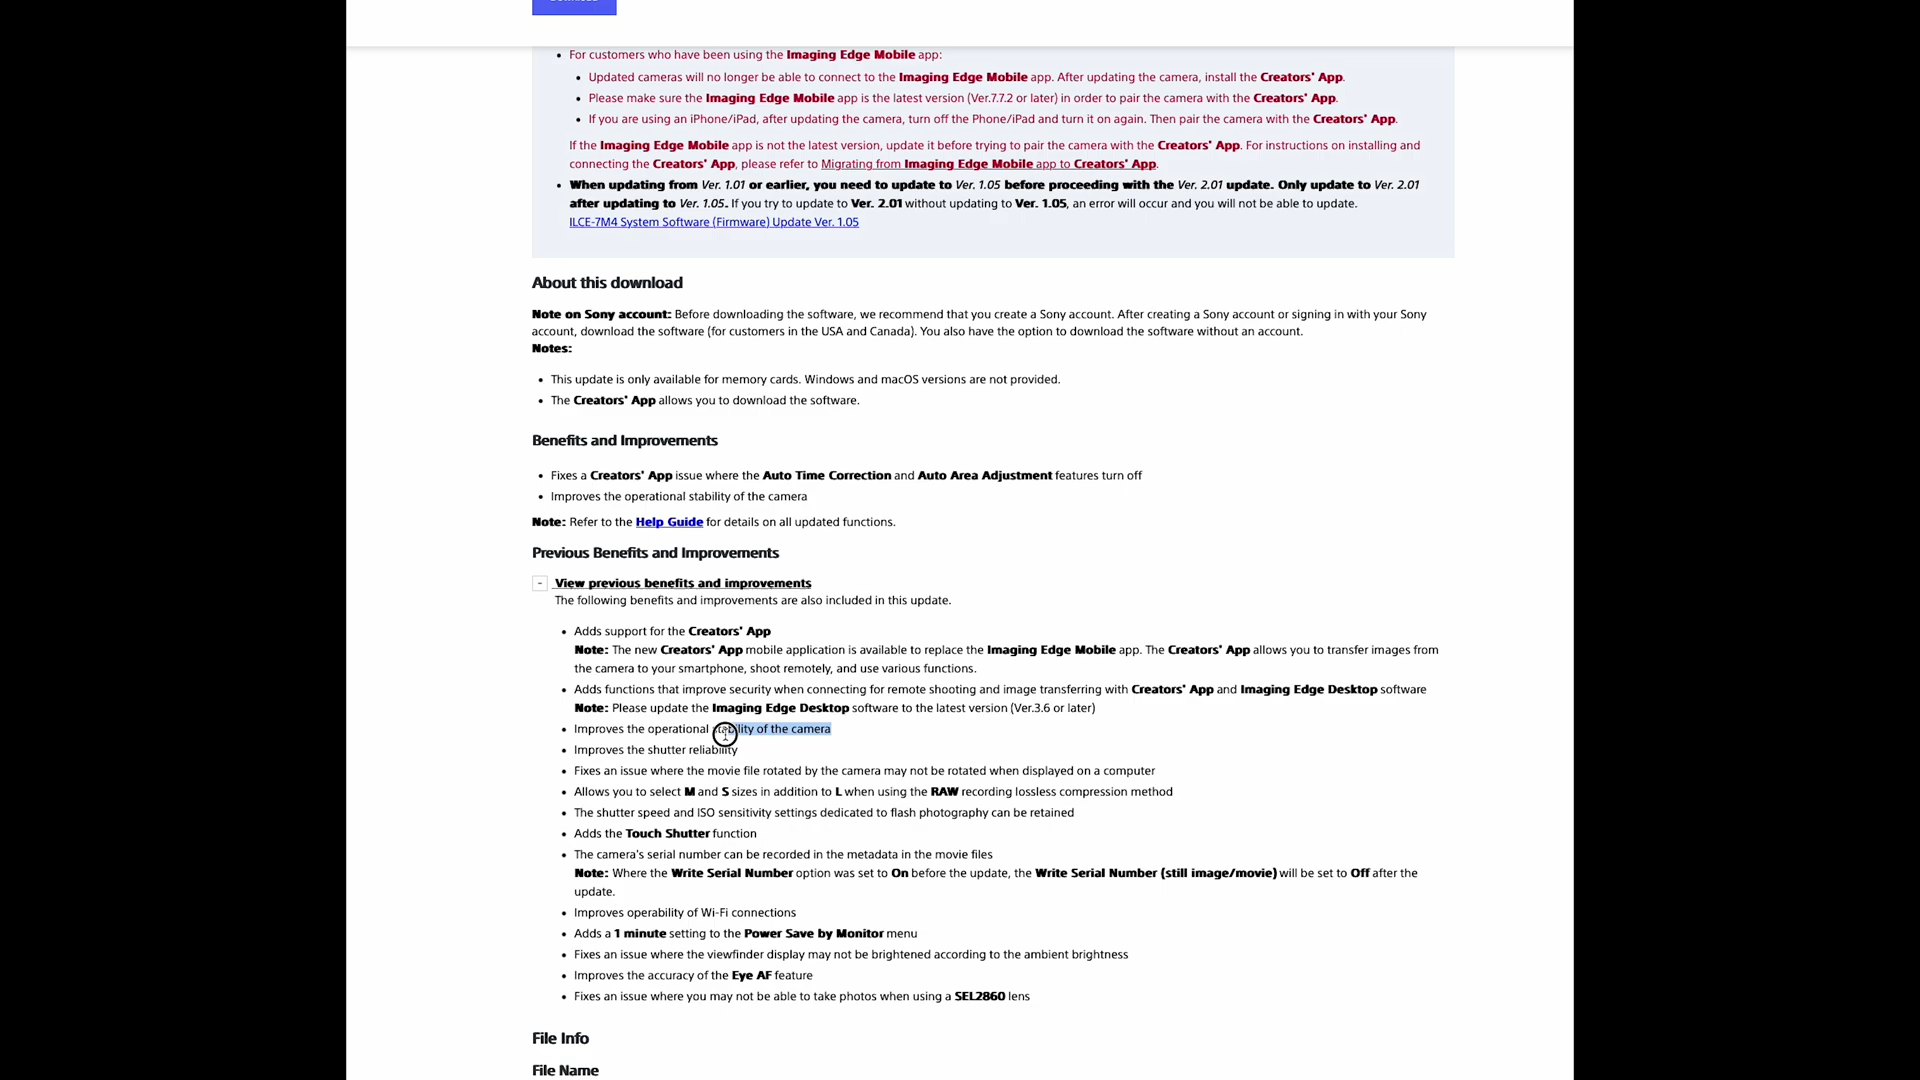 For customers who have been using the Imaging Edge Mobile app:
Updated cameras will no longer be able to connect to the Imaging Edge Mobile app. After updating the camera, install the Creators' App.
Please make sure the Imaging Edge Mobile app is the latest version (Ver.7.7.2 or later) in order to pair the camera with the Creators' App.
If you are using an iPhone/iPad, after updating the camera, turn off the Phone/iPad and turn it on again. Then pair the camera with the Creators' App.
If the Imaging Edge Mobile app is not the latest version, update it before trying to pair the camera with the Creators' App. For instructions on installing and
connecting the Creators' App, please refer to Migrating from Imaging Edge Mobile app to Creators' App.
When updating from Ver. 1.01 or earlier, you need to update to Ver. 1.05 before proceeding with the Ver. 2.01 update. Only update to Ver. 2.01
after updating to Ver. 1.05. If you try to update to Ver. 2.01 without updating to Ver. 1.05, an error will occur and you will not be able to update.
ILCE-7M4 System Software (Firmware) Update Ver. 1.05
About this download
Note on Sony account: Before downloading the software, we recommend that you create a Sony account. After creating a Sony account or signing in with your Sony
account, download the software (for customers in the USA and Canada). You also have the option to download the software without an account.
Notes:
This update is only available for memory cards. Windows and macOS versions are not provided.
The Creators' App allows you to download the software.
Benefits and Improvements
Fixes a Creators' App issue where the Auto Time Correction and Auto Area Adjustment features turn off
Improves the operational stability of the camera
Note: Refer to the Help Guide for details on all updated functions.
Previous Benefits and Improvements
- View previous benefits and improvements
The following benefits and improvements are also included in this update.
Adds support for the Creators' App
Note: The new Creators' App mobile application is available to replace the Imaging Edge Mobile app. The Creators' App allows you to transfer images from
the camera to your smartphone, shoot remotely, and use various functions.
Adds functions that improve security when connecting for remote shooting and image transferring with Creators' App and Imaging Edge Desktop software
Note: Please update the Imaging Edge Desktop software to the latest version (Ver.3.6 or later)
Improves the operational stability of the camera
Improves the shutter reliability
Fixes an issue where the movie file rotated by the camera may not be rotated when displayed on a computer
Allows you to select M and S sizes in addition to L when using the RAW recording lossless compression method
The shutter speed and ISO sensitivity settings dedicated to flash photography can be retained
Adds the Touch Shutter function
The camera's serial number can be recorded in the metadata in the movie files
Note: Where the Write Serial Number option was set to On before the update, the Write Serial Number (still image/movie) will be set to Off after the
update.
Improves operability of Wi-Fi connections
Adds a 1 minute setting to the Power Save by Monitor menu
Fixes an issue where the viewfinder display may not be brightened according to the ambient brightness
Improves the accuracy of the Eye AF feature
Fixes an issue where you may not be able to take photos when using a SEL2860 lens
File Info
File Name